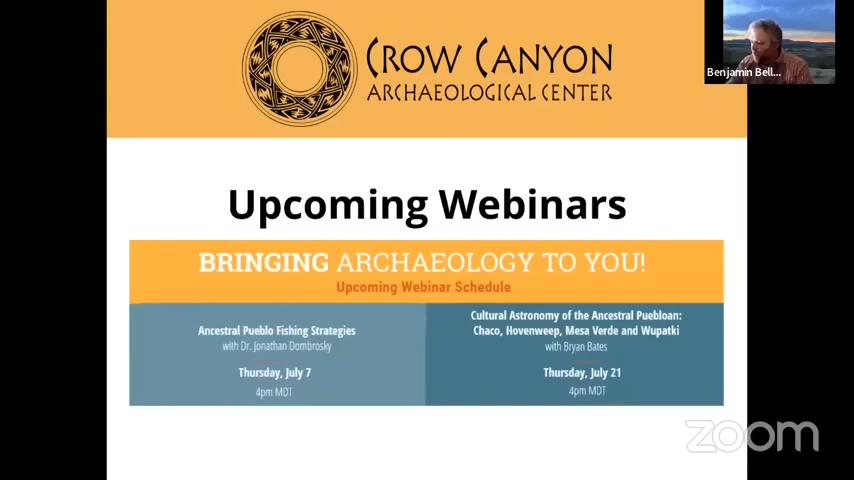 CROW CANYON
ARCHAEOLOGICAL CENTER
Benjamin Bell...
Upcoming Webinars
BRINGING ARCHAEOLOGY TO YOU!
Upcoming Webinar Schedule
Ancestral Pueblo Fishing Strategies
with Dr. Jonathan Dombrosky
Thursday, July 7
4pm MDT
Cultural Astronomy of the Ancestral Puebloan:
Chaco, Hovenweep, Mesa Verde and Wupatki
with Bryan Bates
Thursday, July 21
4pm MDT
zoom